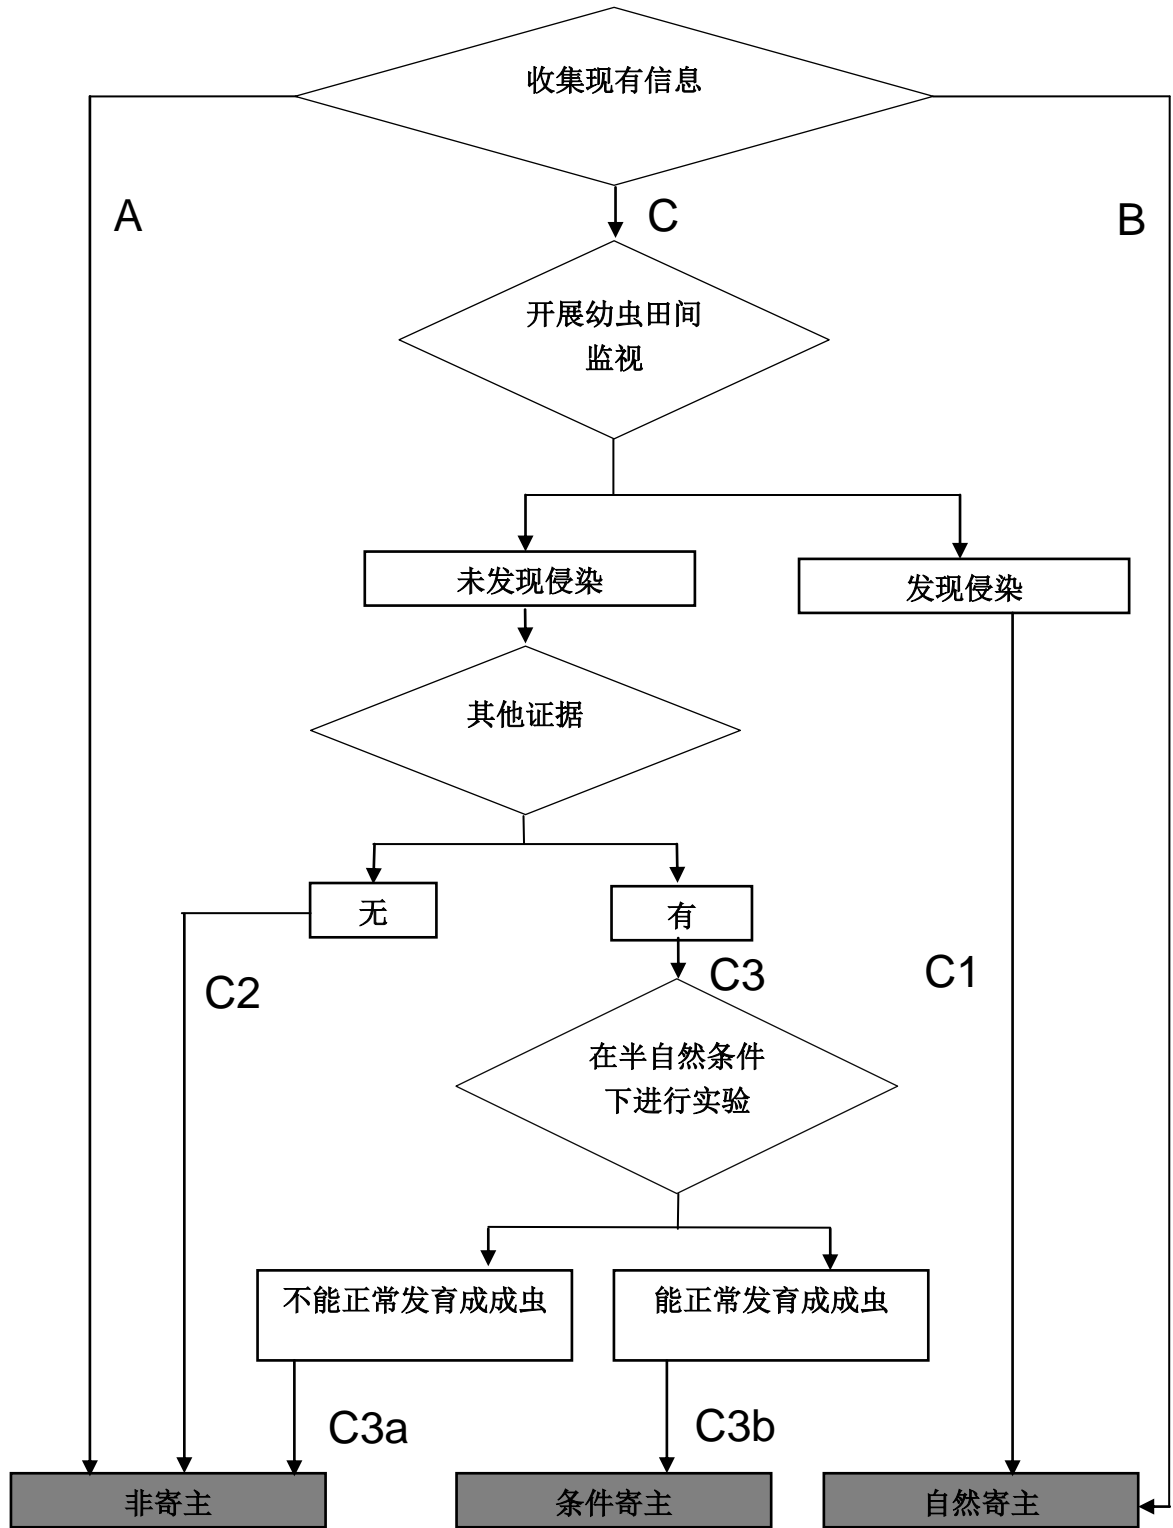 收集现有信息
A
C
B
开展幼虫田间
监视
未发现侵染
发现侵染
其他证据
无
有
C2
C3
C1
在半自然条件
下进行实验
不能正常发育成成虫
能正常发育成成虫
C3a
C3b
非寄主
条件寄主
自然寄主